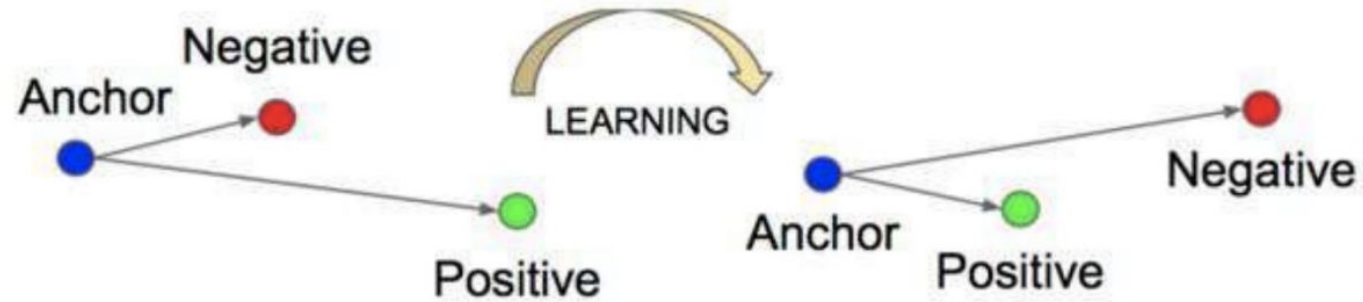 Negative
Anchor
LEARNING
Negative
Anchor
Positive
Positive